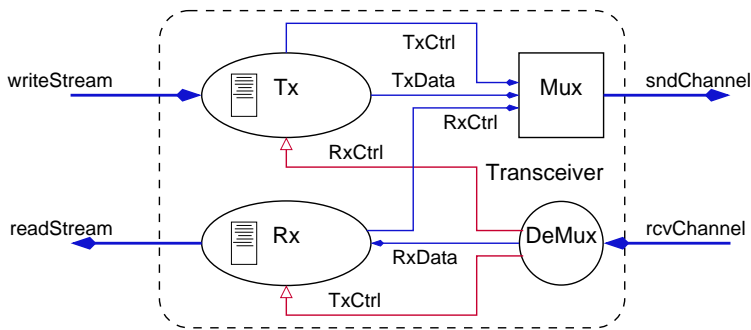 TxCtrl
writeStream
Tx
TxData
Mux
sndChannel
RxCtrl
RxCtrl
Transceiver
readStream
Rx
DeMux
rcvChannel
RxData
TxCtrl